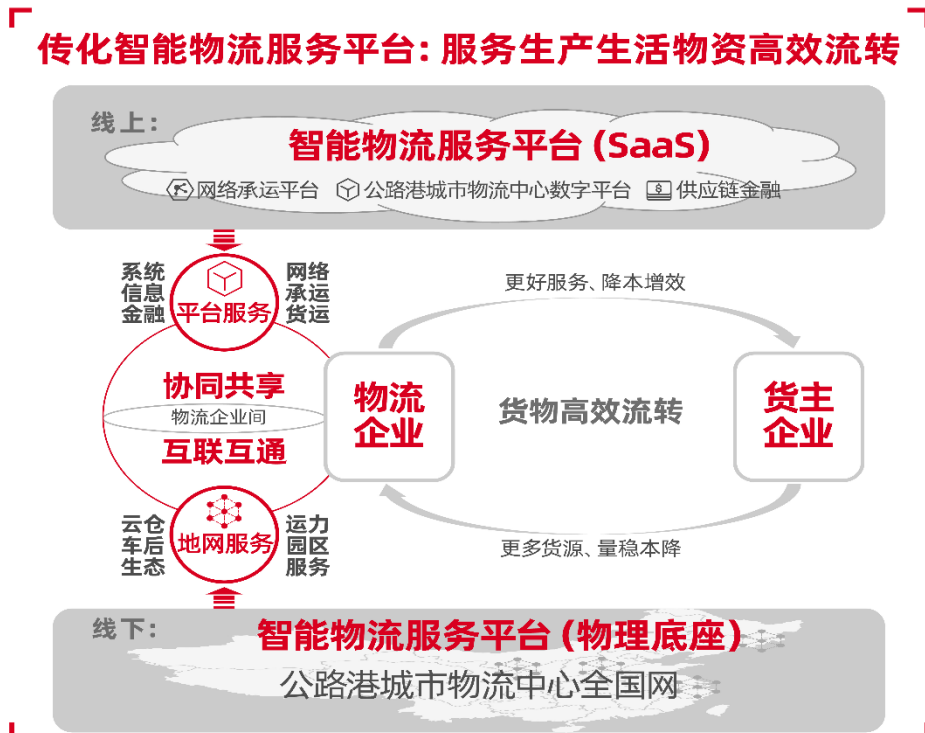 传化智能物流服务平台：服务生产生活物资高效流转
线上：
智能物流服务平台（SaaS）
网络承运平台 公路港城市物流中心数字平台 供应链金融
系统
信息
金融
平台服务
网络
承运
货运
更好服务、降本增效
协同共享
物流企业间
互联互通
物流
企业
货物高效流转
货主
企业
云仓
车后
生态
地网服务
运力
园区
服务
更多货源、量稳本降
线下：
智能物流服务平台（物理底座）
公路港城市物流中心全国网